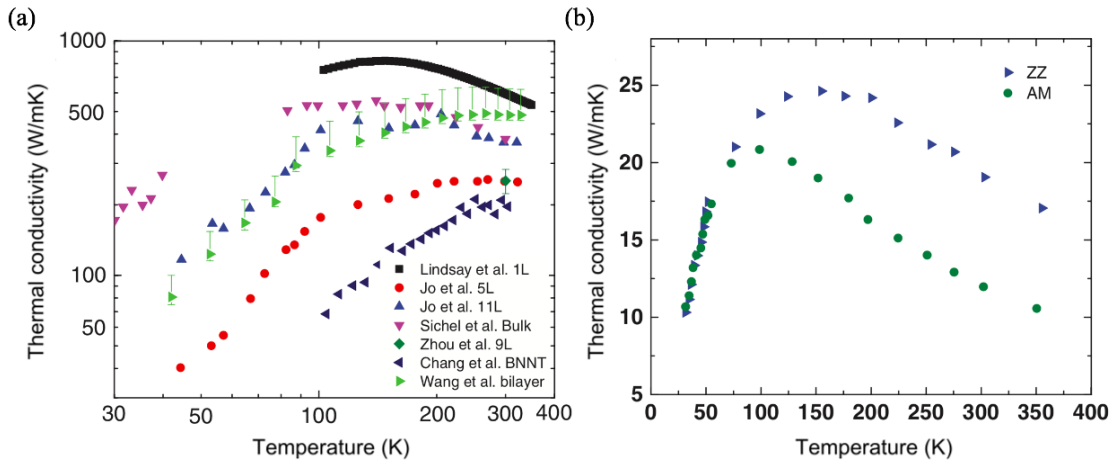 (a)
Thermal conductivity (W/mK)
1000
500
100
50
30
50
100
200
300
400
Temperature (K)
Lindsay et al. 1L
Jo et al. 5L
Jo et al. 11L
Sichel et al. Bulk
Zhou et al. 9L
Chang et al. BNNT
Wang et al. bilayer
(b)
Thermal conductivity (W/mK)
25
20
15
10
5
0
50
100
150
200
250
300
350
400
Temperature (K)
ZZ
AM